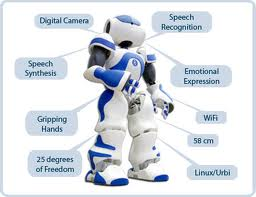 Digital Camera
Speech
Recognition
Speech
Synthesis
Emotional
Expression
Gripping
Hands
WiFi
58 cm
25 degrees
of Freedom
Linux/Urbi